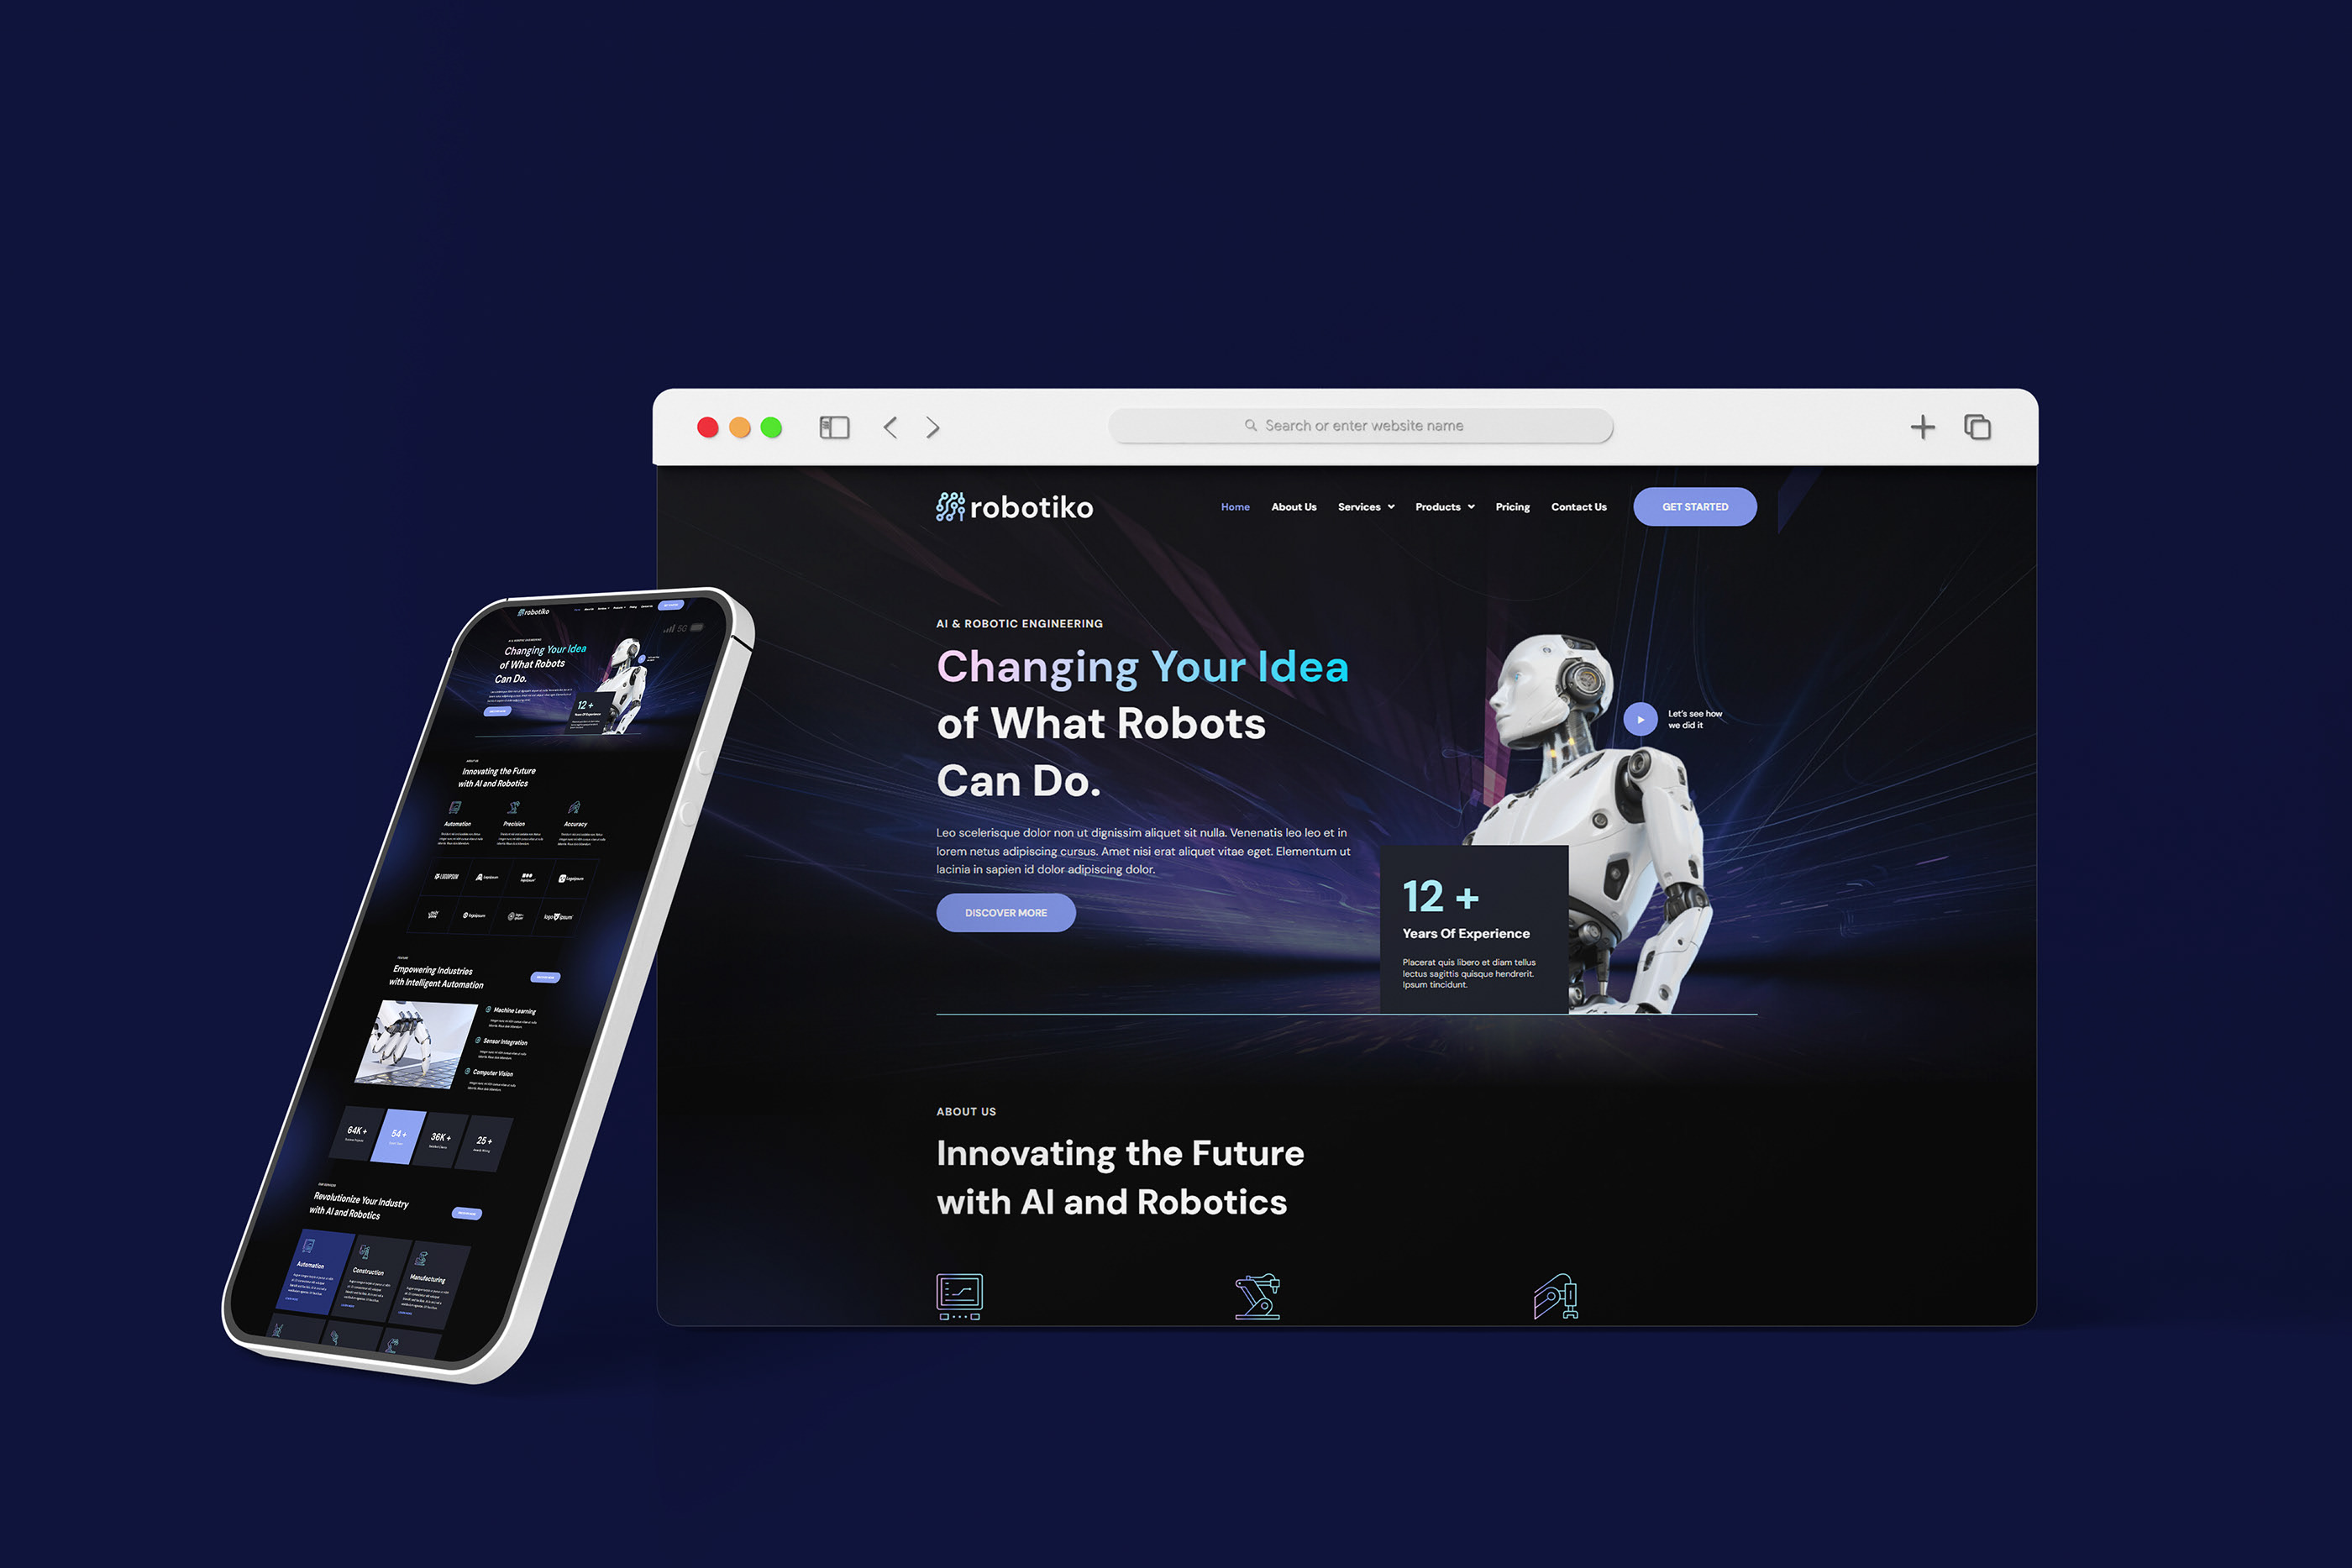 Search or enter website name
robotiko
Home About Us Services Products Pricing Contact Us GET STARTED
AI & ROBOTIC ENGINEERING
Changing Your Idea
of What Robots
Can Do.
Leo scelerisque dolor non ut dignissim aliquet sit nulla. Venenatis leo leo et in
lorem netus adipiscing cursus. Amet nisi erat aliquet vitae eget. Elementum ut
lacinia in sapien id dolor adipiscing dolor.
DISCOVER MORE
Let's see how
we did it
12 +
Years Of Experience
Placerat quis libero et diam tellus
lectus sagittis quisque hendrerit.
Ipsum tincidunt.
ABOUT US
Innovating the Future
with AI and Robotics
robotiko
5G
Changing Your Idea
of What Robots
Can Do.
12 +
Years Of Experience
Innovating the Future
with AI and Robotics
Automation Precision Accuracy
Empowering Industries
with Intelligent Automation
Machine Learning
Sensor Integration
Computer Vision
64K + 54 + 36K + 25 +
Revolutionize Your Industry
with AI and Robotics
Automation Construction Manufacturing